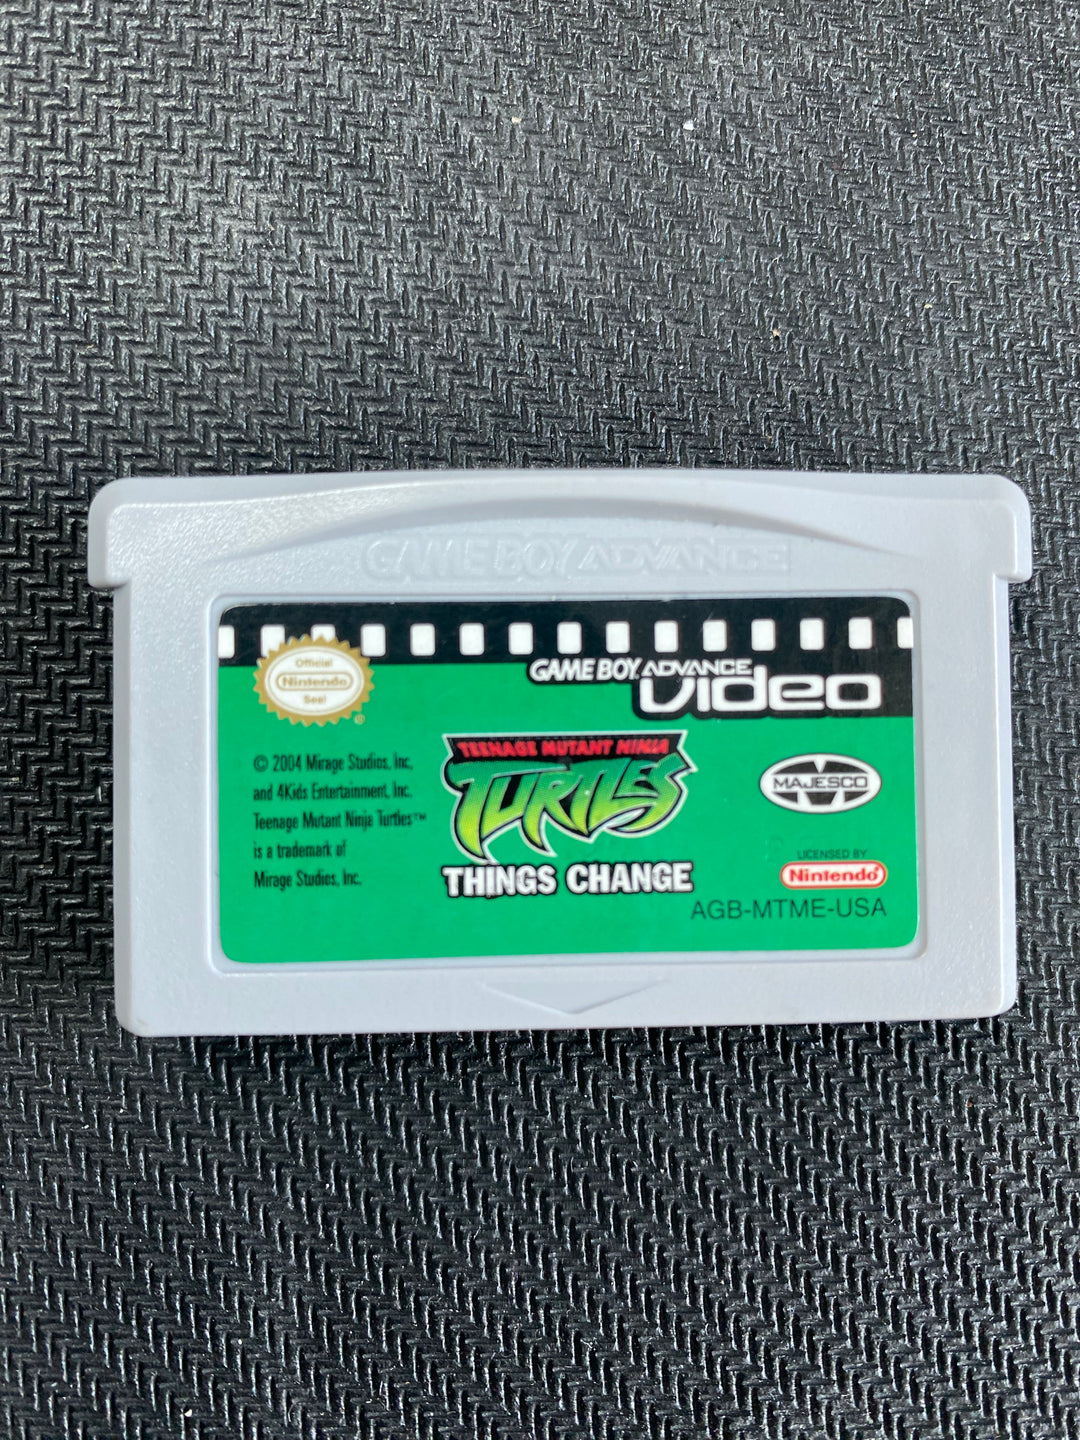 GAME BOY ADVANCE
Official
Nintendo
Seal
®
GAME BOY ADVANCE
Video
© 2004 Mirage Studios, Inc,
and 4Kids Entertainment, Inc.
Teenage Mutant Ninja Turtles™
is a trademark of
Mirage Studios, Inc.
TEENAGE MUTANT NINJA
TURTLES
THINGS CHANGE
MAJESCO
LICENSED BY
Nintendo®
AGB-MTME-USA